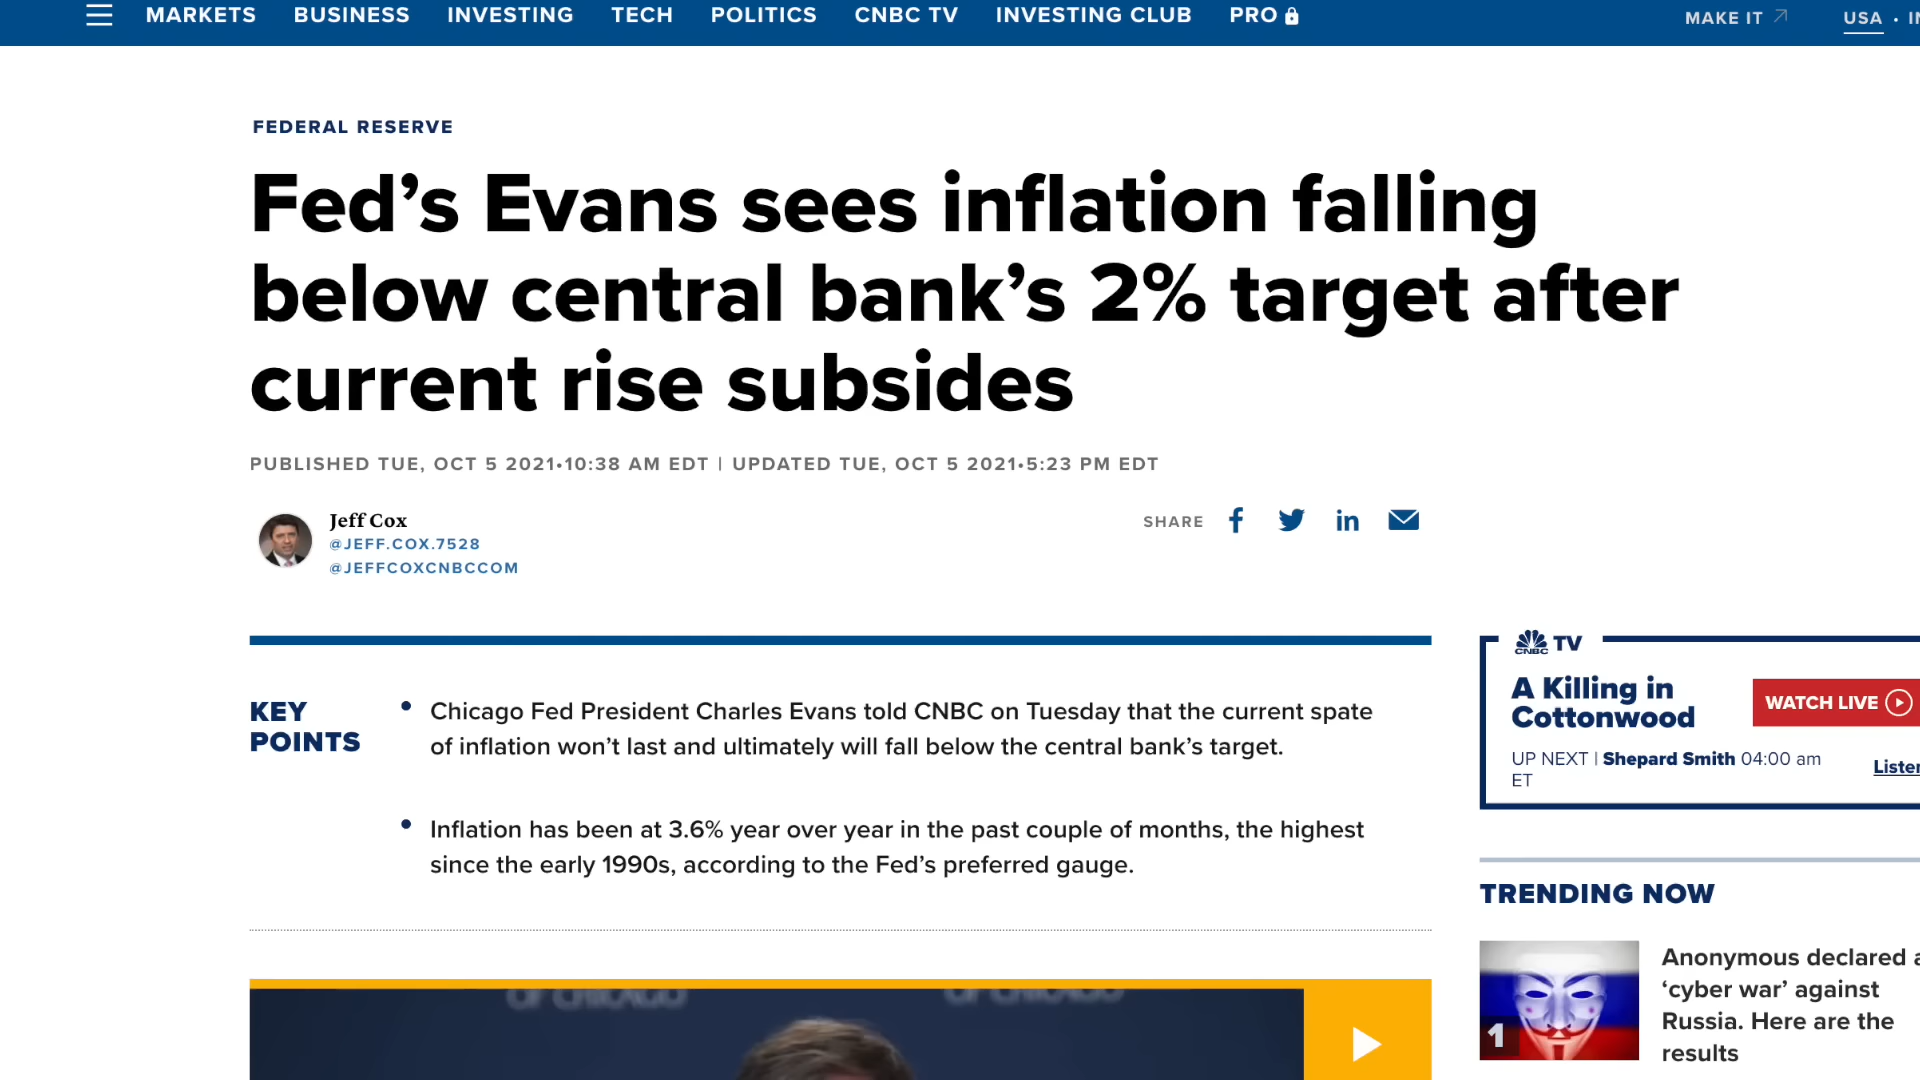 MARKETS BUSINESS INVESTING TECH POLITICS CNBC TV INVESTING CLUB PRO MAKE IT USA
FEDERAL RESERVE
Fed’s Evans sees inflation falling
below central bank’s 2% target after
current rise subsides
PUBLISHED TUE, OCT 5 2021•10:38 AM EDT | UPDATED TUE, OCT 5 2021•5:23 PM EDT
Jeff Cox
@JEFF.COX.7528
@JEFFCOXCNBCCOM
SHARE
KEY
POINTS
Chicago Fed President Charles Evans told CNBC on Tuesday that the current spate
of inflation won’t last and ultimately will fall below the central bank’s target.
Inflation has been at 3.6% year over year in the past couple of months, the highest
since the early 1990s, according to the Fed’s preferred gauge.
OF CHICAGO OF CHICAGO
CNBC TV
A Killing in
Cottonwood
WATCH LIVE
UP NEXT | Shepard Smith 04:00 am
ET
Listen
TRENDING NOW
1
Anonymous declared a
‘cyber war’ against
Russia. Here are the
results